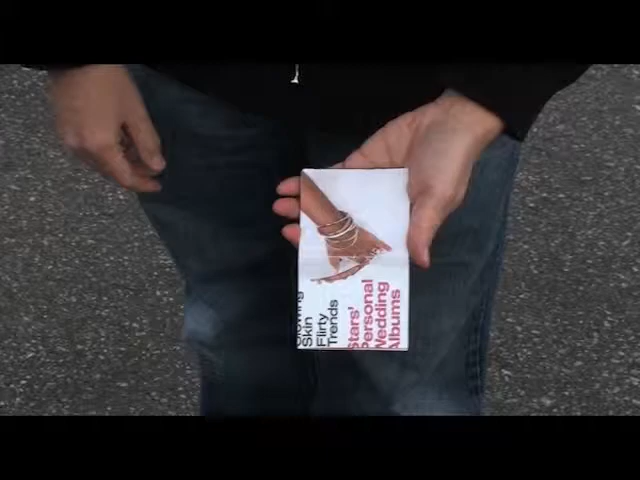 Skin
Flirty
Trends
Stars'
Personal
Wedding
Albums